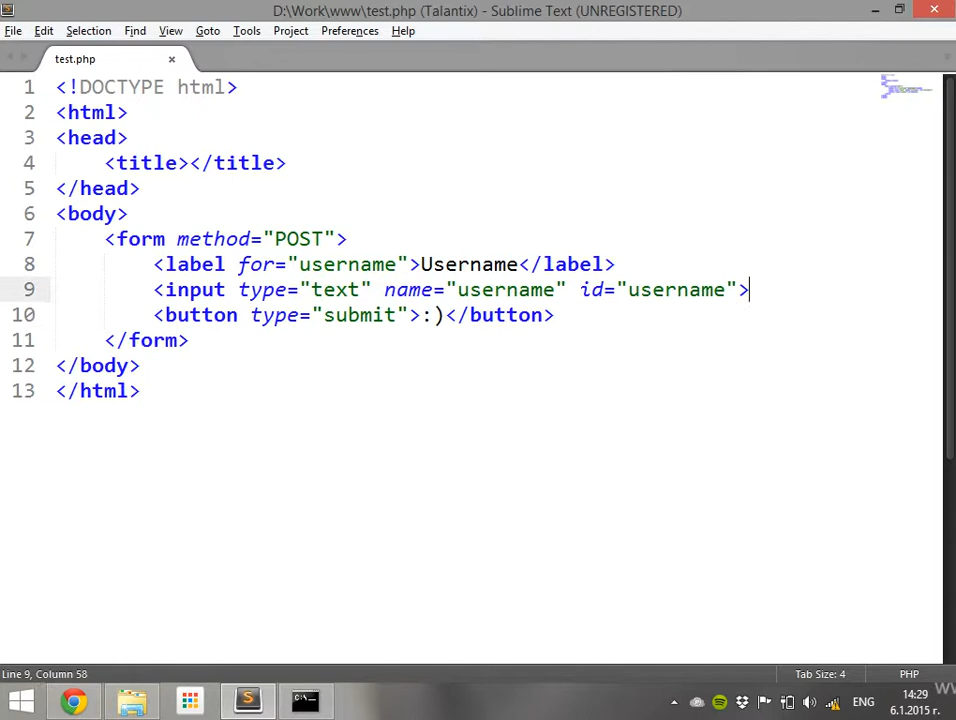 D:\Work\www\test.php (Talantix) - Sublime Text (UNREGISTERED)
File Edit Selection Find View Goto Tools Project Preferences Help
test.php ×
1 <!DOCTYPE html>
2 <html>
3 <head>
4 <title></title>
5 </head>
6 <body>
7 <form method="POST">
8 <label for="username">Username</label>
9 <input type="text" name="username" id="username">
10 <button type="submit">:)</button>
11 </form>
12 </body>
13 </html>
Line 9, Column 58 Tab Size: 4 PHP
ЕНГ 14:29
6.1.2015 г.